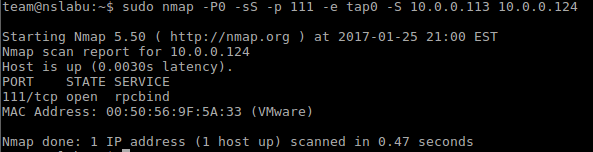 team@nslabu:~$ sudo nmap -P0 -sS -p 111 -e tap0 -S 10.0.0.113 10.0.0.124
Starting Nmap 5.50 ( http://nmap.org ) at 2017-01-25 21:00 EST
Nmap scan report for 10.0.0.124
Host is up (0.0030s latency).
PORT    STATE SERVICE
111/tcp open  rpcbind
MAC Address: 00:50:56:9F:5A:33 (VMware)
Nmap done: 1 IP address (1 host up) scanned in 0.47 seconds